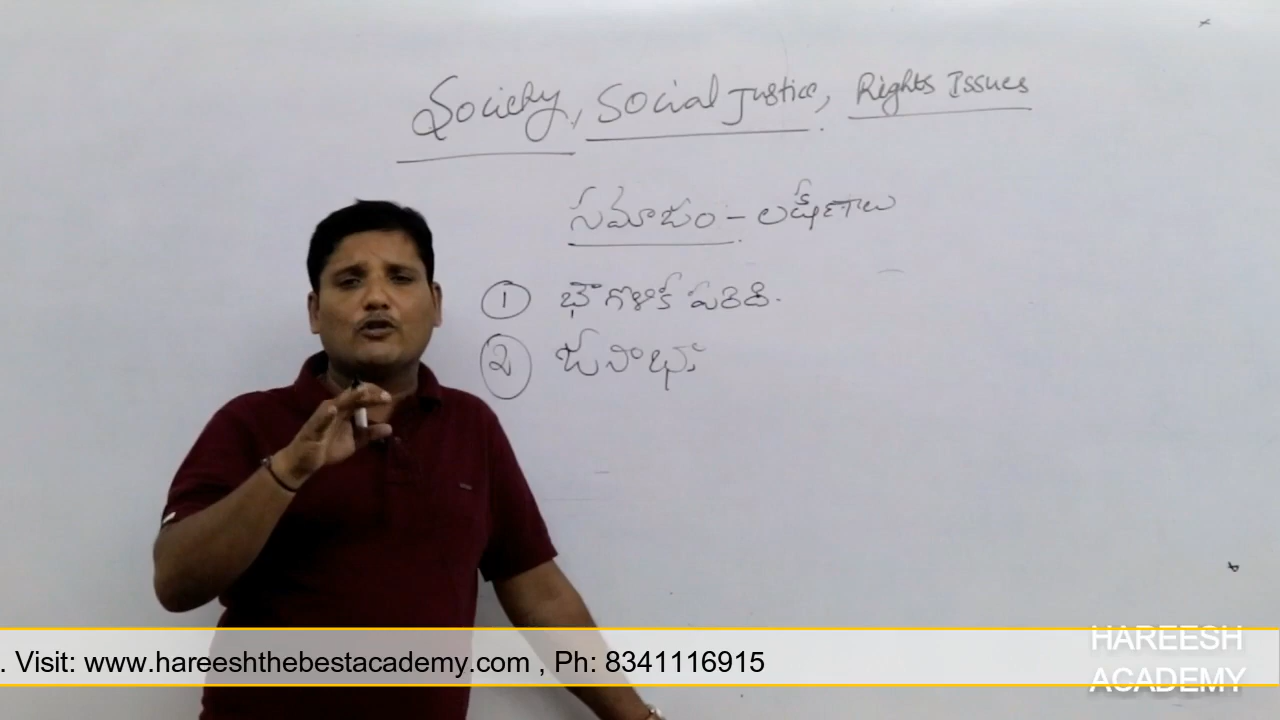 Society, Social Justice, Rights Issues
సమాజం - లక్షణాలు
① భౌగోళిక పరిధి.
② జనాభా
. Visit: www.hareeshthebestacademy.com , Ph: 8341116915
HAREESH
ACADEMY